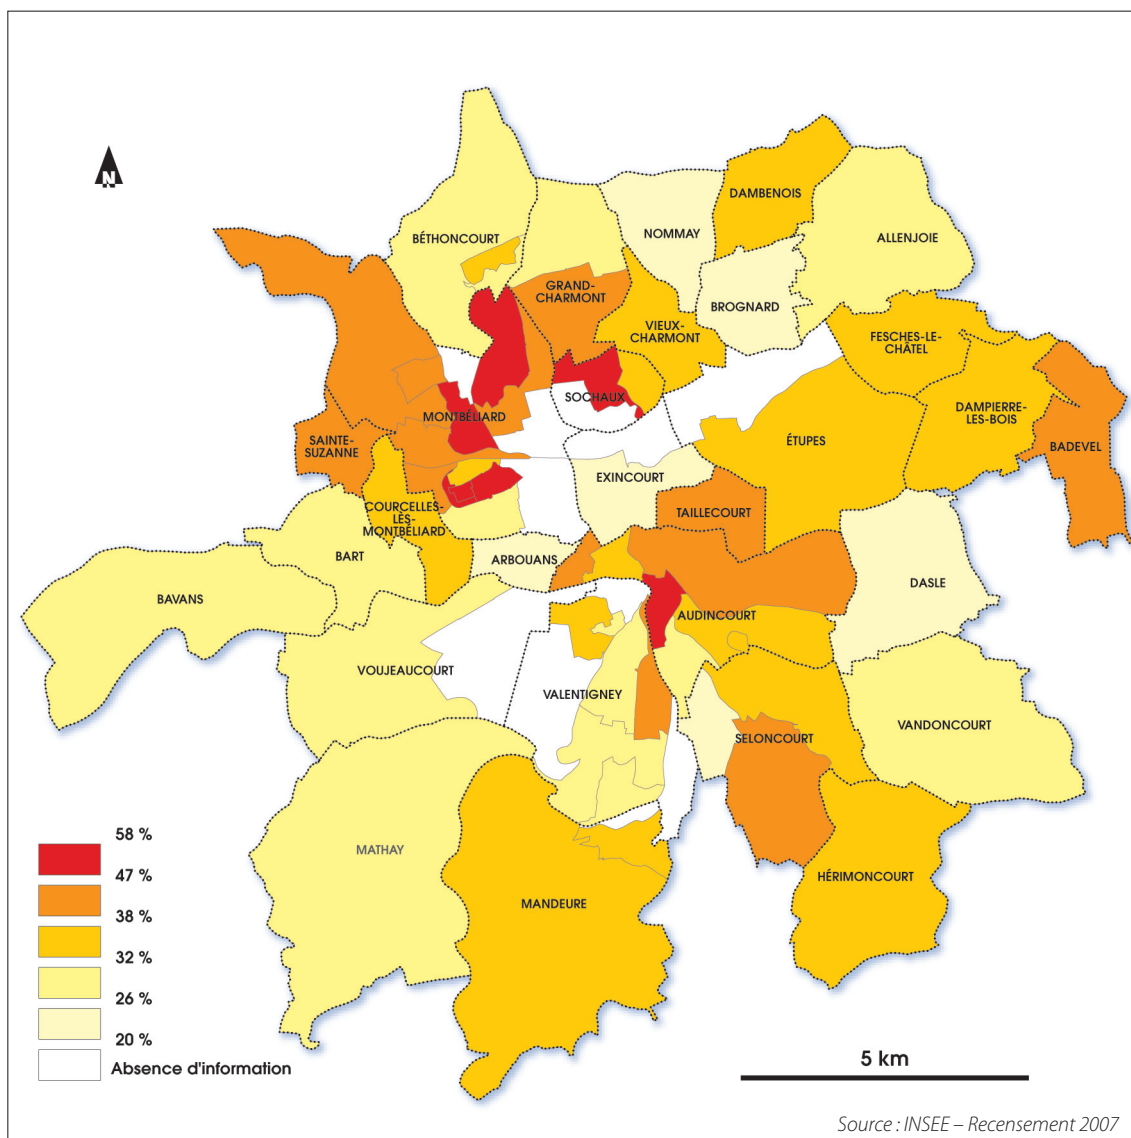 N
DAMBENOIS
NOMMAY
ALLENJOIE
BÉTHONCOURT
GRAND-
CHARMONT
BROGNARD
VIEUX-
CHARMONT
FESCHES-LE-
CHÂTEL
SOCHAUX
DAMPIERRE-
LES-BOIS
MONTBÉLIARD
SAINTE-
SUZANNE
ÉTUPES
BADEVEL
EXINCOURT
COURCELLES-
LÈS-
MONTBÉLIARD
TAILLECOURT
BART
ARBOUANS
DASLE
BAVANS
AUDINCOURT
VOUJEAUCOURT
VALENTIGNEY
VANDONCOURT
SELONCOURT
MATHAY
HÉRIMONCOURT
MANDEURE
58 %
47 %
38 %
32 %
26 %
20 %
Absence d'information
5 km
Source : INSEE – Recensement 2007